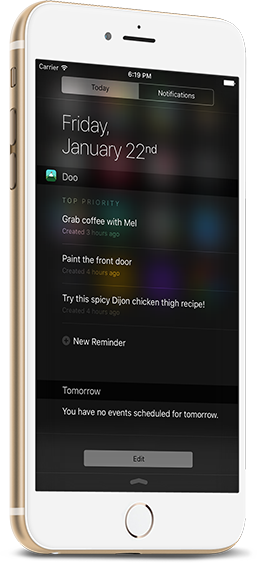 Carrier 6:19 PM
Today Notifications
Friday,
January 22nd
Doo
TOP PRIORITY
Grab coffee with Mel
Created 3 hours ago
Paint the front door
Created 4 hours ago
Try this spicy Dijon chicken thigh recipe!
Created 4 hours ago
New Reminder
Tomorrow
You have no events scheduled for tomorrow.
Edit